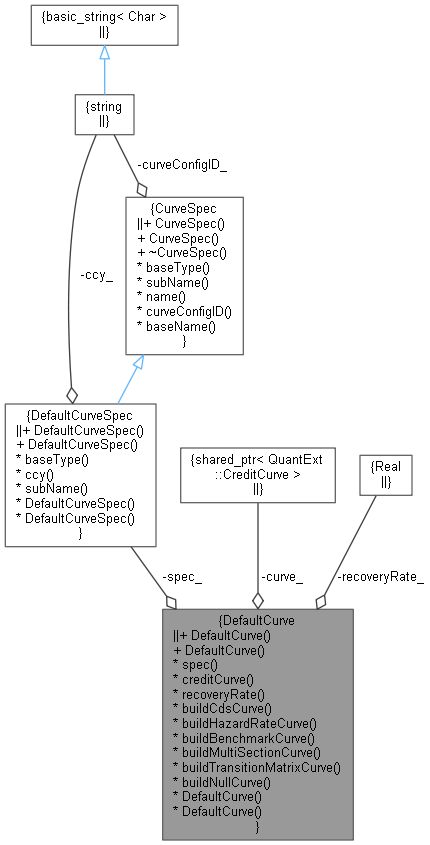 {basic_string< Char >
||}
{string
||}
-curveConfigID_
{CurveSpec
||+ CurveSpec()
+ CurveSpec()
+ ~CurveSpec()
* baseType()
* subName()
* name()
* curveConfigID()
* baseName()
}
-ccy_
{DefaultCurveSpec
||+ DefaultCurveSpec()
+ DefaultCurveSpec()
* baseType()
* ccy()
* subName()
* DefaultCurveSpec()
* DefaultCurveSpec()
}
{shared_ptr< QuantExt
::CreditCurve >
||}
{Real
||}
-spec_
-curve_
-recoveryRate_
{DefaultCurve
||+ DefaultCurve()
+ DefaultCurve()
* spec()
* creditCurve()
* recoveryRate()
* buildCdsCurve()
* buildHazardRateCurve()
* buildBenchmarkCurve()
* buildMultiSectionCurve()
* buildTransitionMatrixCurve()
* buildNullCurve()
* DefaultCurve()
* DefaultCurve()
}